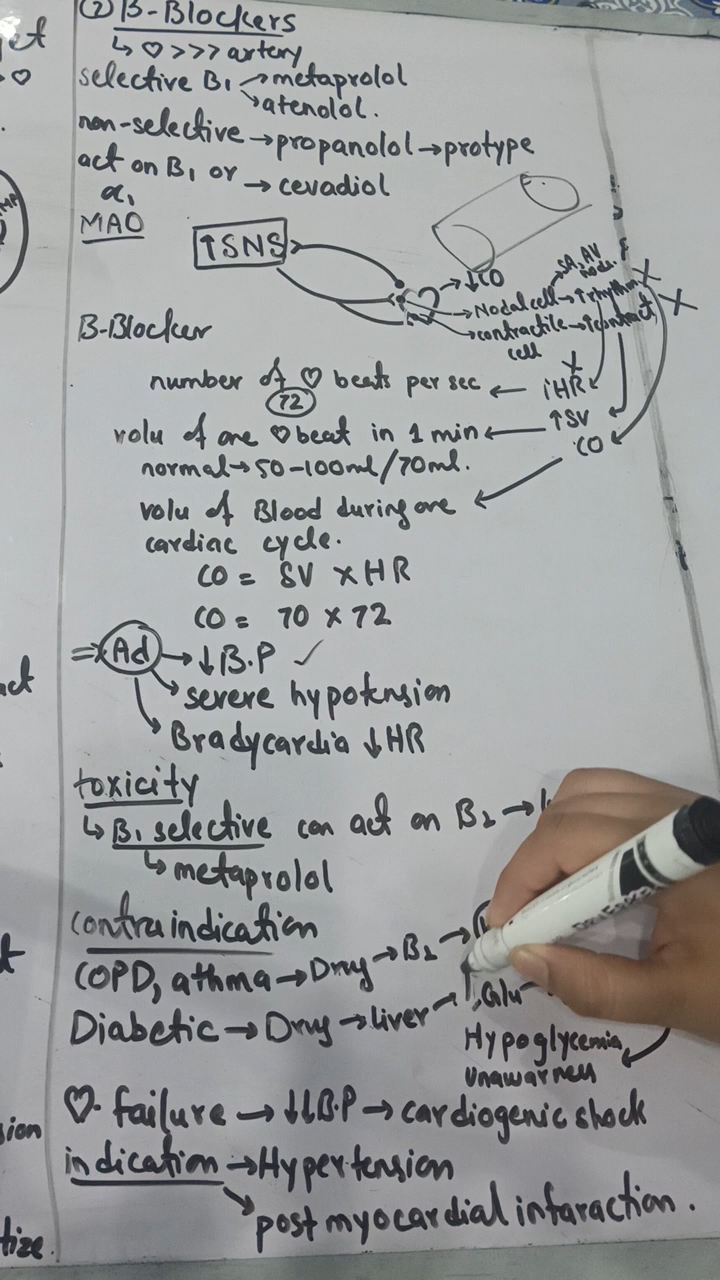 ② B-Blockers
↳ ♡ >>> artery
selective B₁ → metaprolol
→ atenolol.
non-selective → propanolol → protype
act on B₁ or α₁ → cevadiol
MAO
↑SNS
→ ↓CO
SA, AV node.
→ Nodal cell → ↑rhythm X
→ contractile cell → ↑contract X
B-Blocker
number of ♡ beats per sec ← ↑HR X
72
volu of one ♡ beat in 1 min ← ↑SV
normal → 50-100ml/70ml.
CO
volu of Blood during one
cardiac cycle.
CO = SV × HR
CO = 70 × 72
⇒ Ad → ↓B.P ✓
→ severe hypotension
→ Bradycardia ↓HR
toxicity
↳ B₁ selective can act on B₂ →
↳ metaprolol
contraindication
COPD, athma → Drug → B₂ →
Diabetic → Drug → liver → Glu
Hypoglycemia
unawarness
♡. failure → ↓↓B.P → cardiogenic shock
indication → Hypertension
→ post myocardial infaraction.